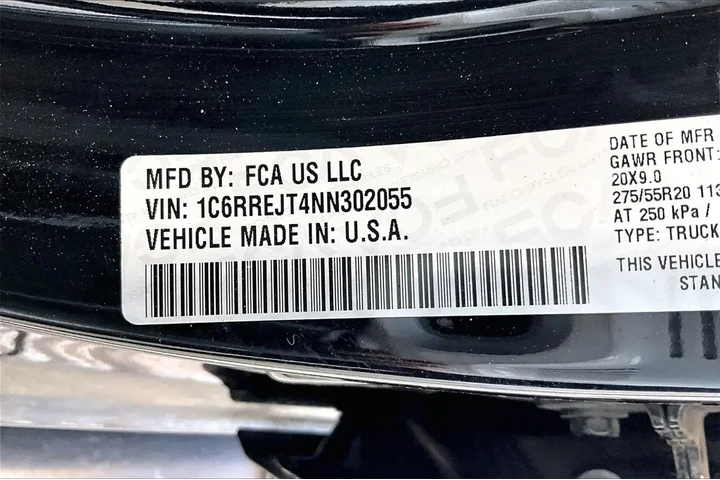 MFD BY: FCA US LLC
VIN: 1C6RREJT4NN302055
VEHICLE MADE IN: U.S.A.
DATE OF MFR
GAWR FRONT:
20X9.0
275/55R20 113
AT 250 kPa /
TYPE: TRUCK
THIS VEHICLE
STAN